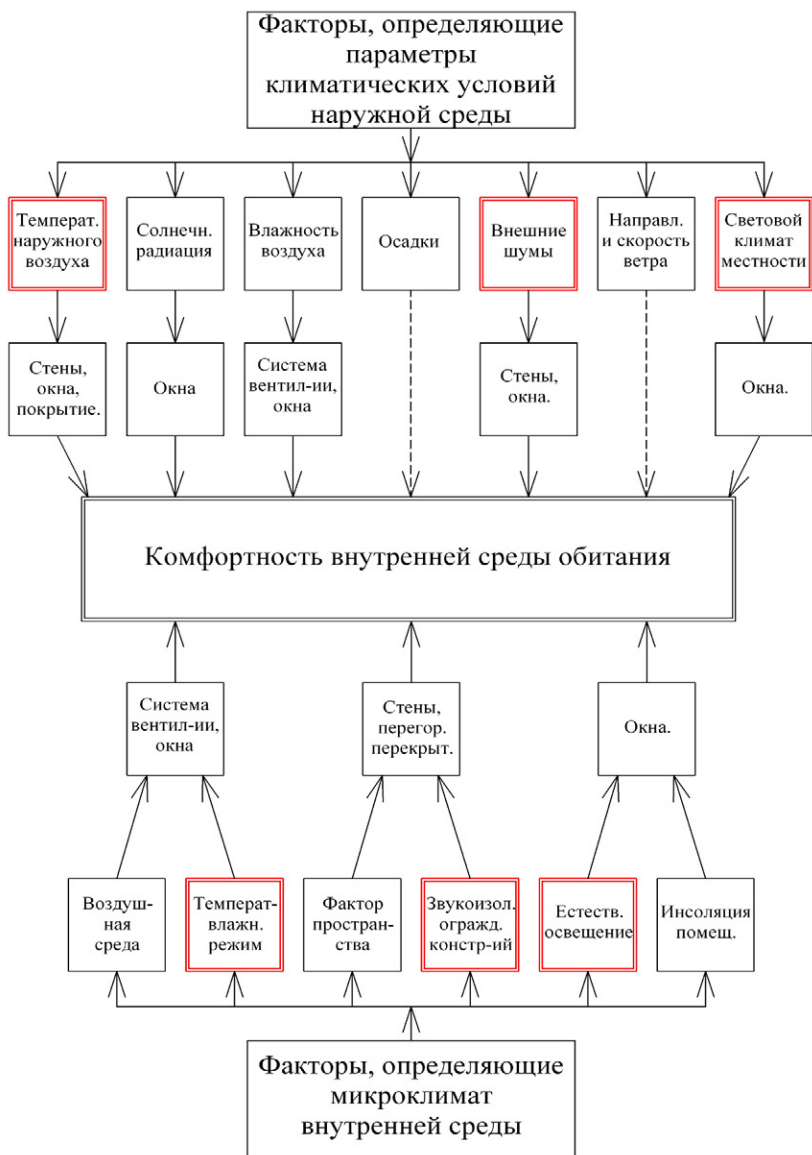 Факторы, определяющие
параметры
климатических условий
наружной среды
Температ.
наружного
воздуха
Солнечн.
радиация
Влажность
воздуха
Осадки
Внешние
шумы
Направл.
и скорость
ветра
Световой
климат
местности
Стены,
окна,
покрытие.
Окна
Система
вентил-ии,
окна
Стены,
окна.
Окна.
Комфортность внутренней среды обитания
Система
вентил-ии,
окна
Стены,
перегор.
перекрыт.
Окна.
Воздуш-
ная
среда
Температ-
влажн.
режим
Фактор
простран-
ства
Звукоизол.
огражд.
констр-ий
Естеств.
освещение
Инсоляция
помещ.
Факторы, определяющие
микроклимат
внутренней среды